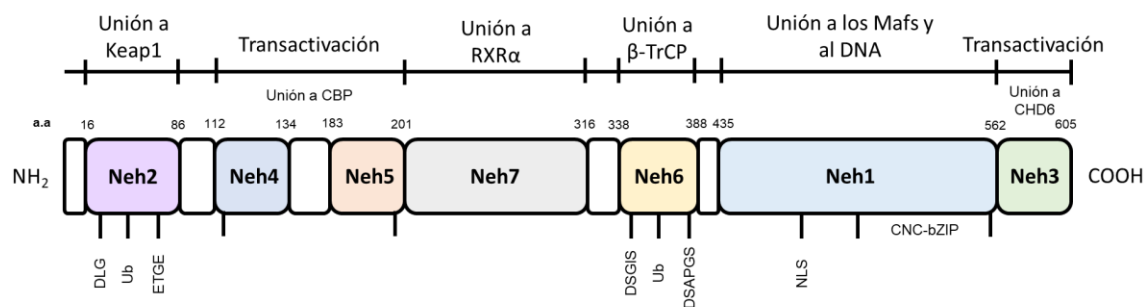 Unión a
Keap1
Transactivación
Unión a
RXRα
Unión a
β-TrCP
Unión a los Mafs y
al DNA
Transactivación
Unión a CBP
Unión a
CHD6
a.a
16
86
112
134
183
201
316
338
388
435
562
605
NH2
Neh2
Neh4
Neh5
Neh7
Neh6
Neh1
Neh3
COOH
DLG
Ub
ETGE
DSGIS
Ub
DSAPGS
NLS
CNC-bZIP